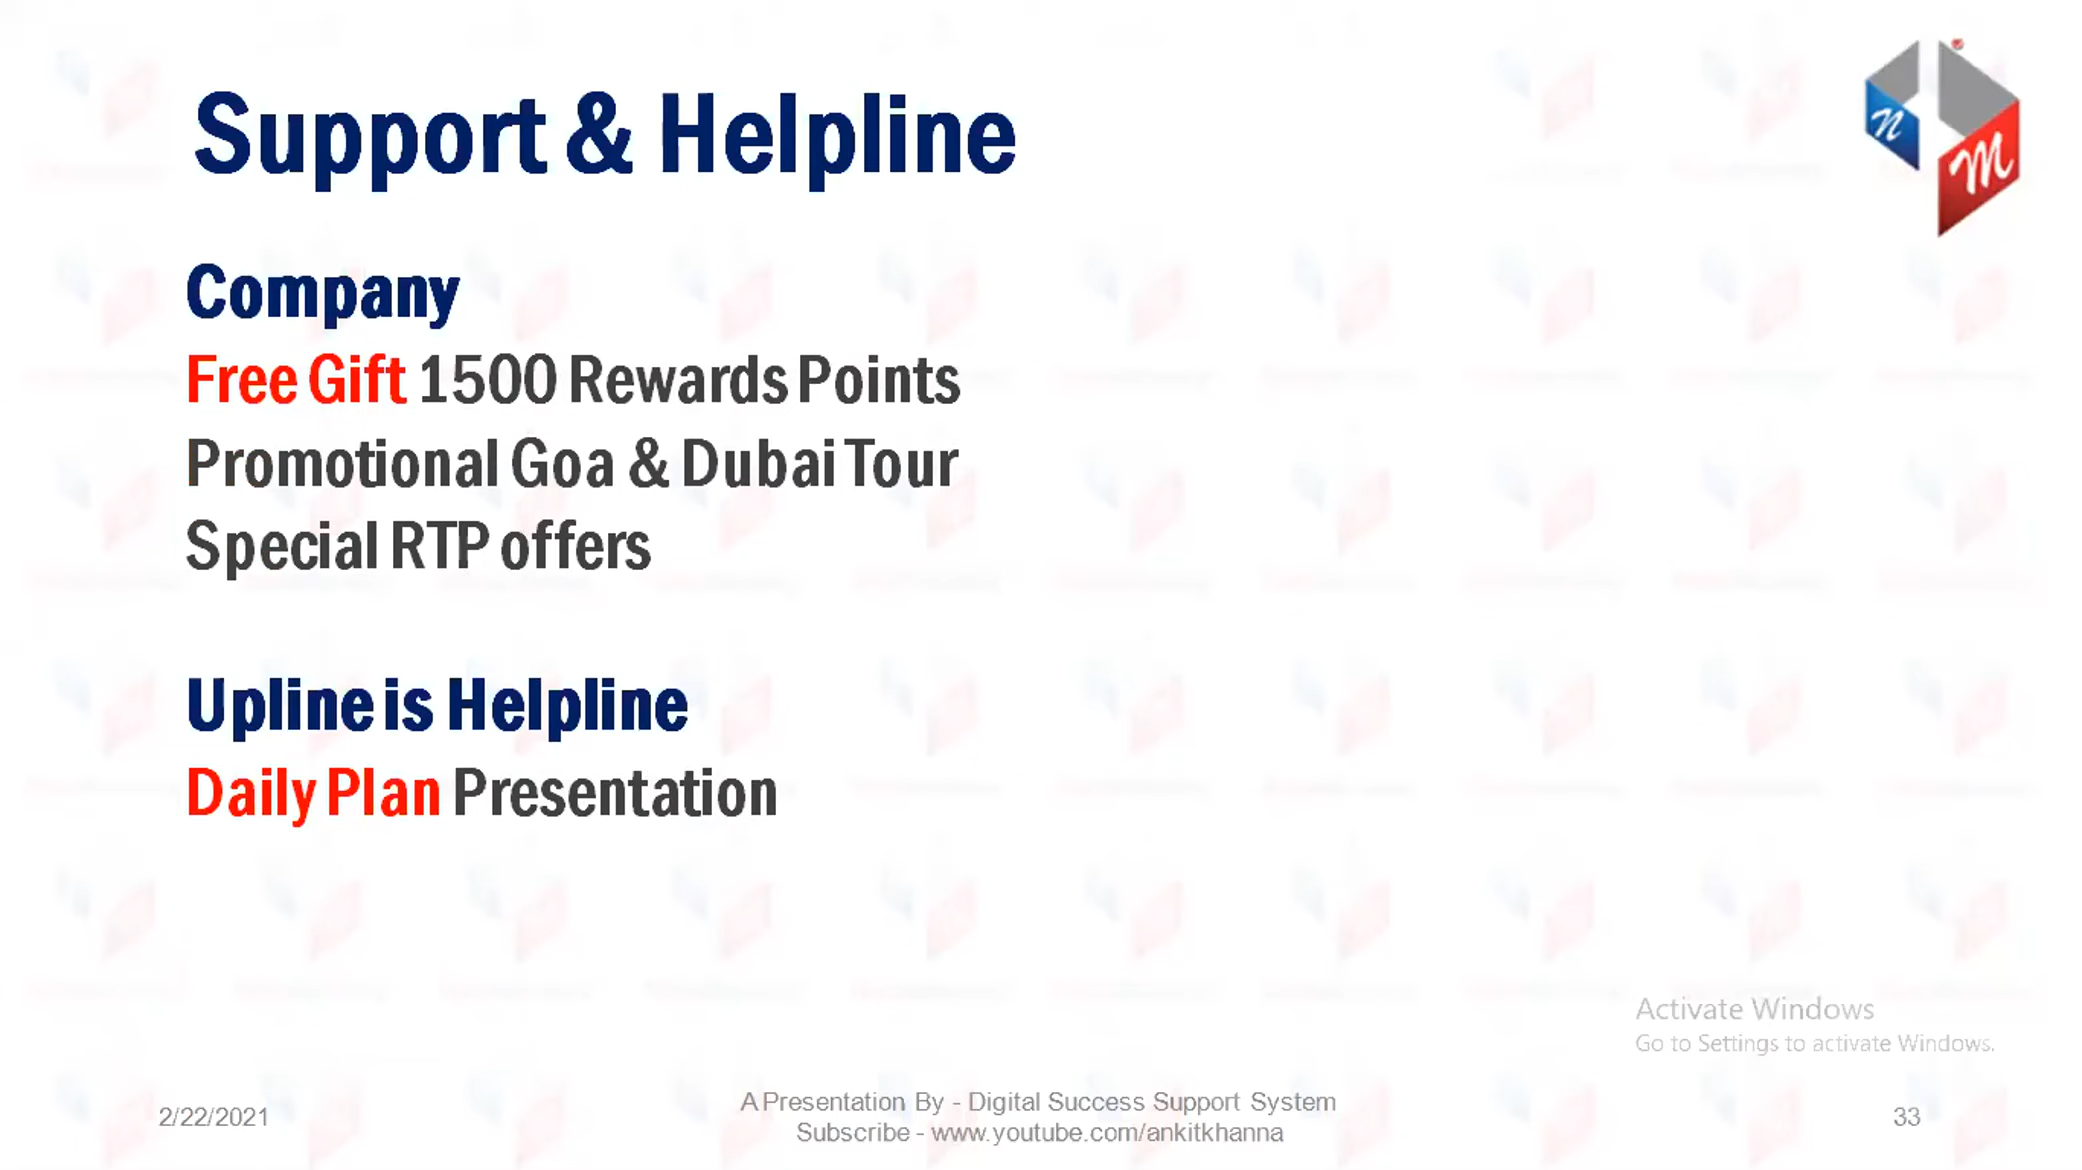 Support & Helpline
n
M
Company
Free Gift 1500 Rewards Points
Promotional Goa & Dubai Tour
Special RTP offers
Upline is Helpline
Daily Plan Presentation
Activate Windows
Go to Settings to activate Windows.
2/22/2021
A Presentation By - Digital Success Support System
Subscribe - www.youtube.com/ankitkhanna
33